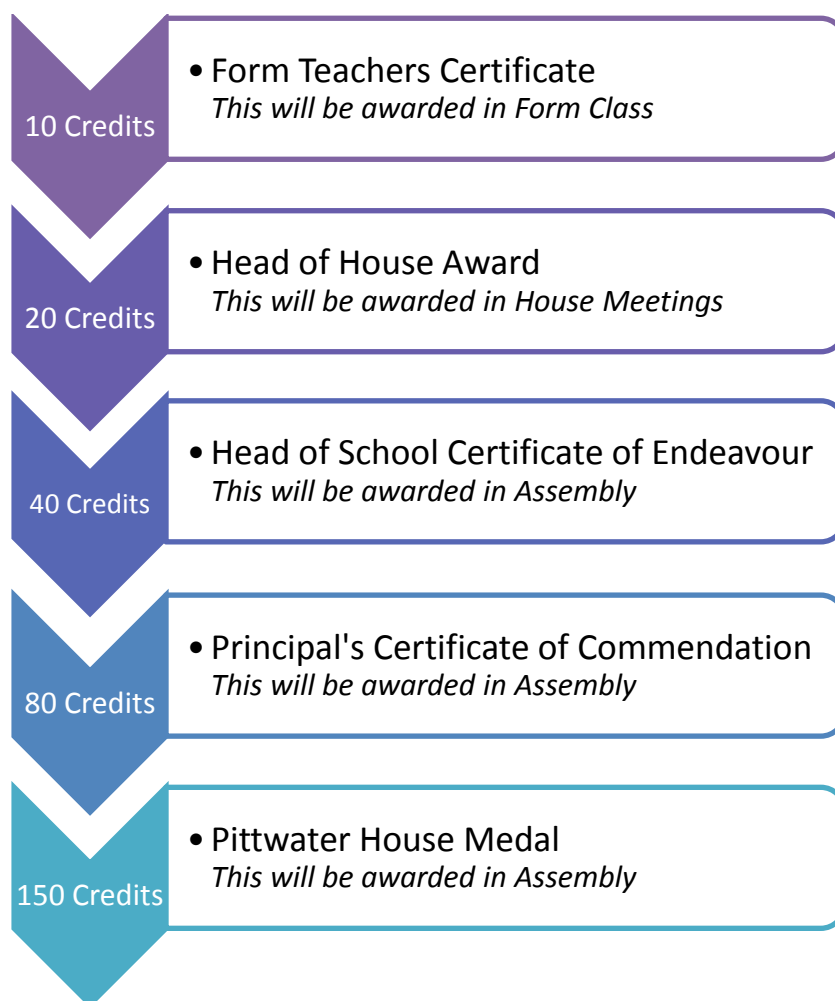 10 Credits
• Form Teachers Certificate
This will be awarded in Form Class
20 Credits
• Head of House Award
This will be awarded in House Meetings
40 Credits
• Head of School Certificate of Endeavour
This will be awarded in Assembly
80 Credits
• Principal's Certificate of Commendation
This will be awarded in Assembly
150 Credits
• Pittwater House Medal
This will be awarded in Assembly